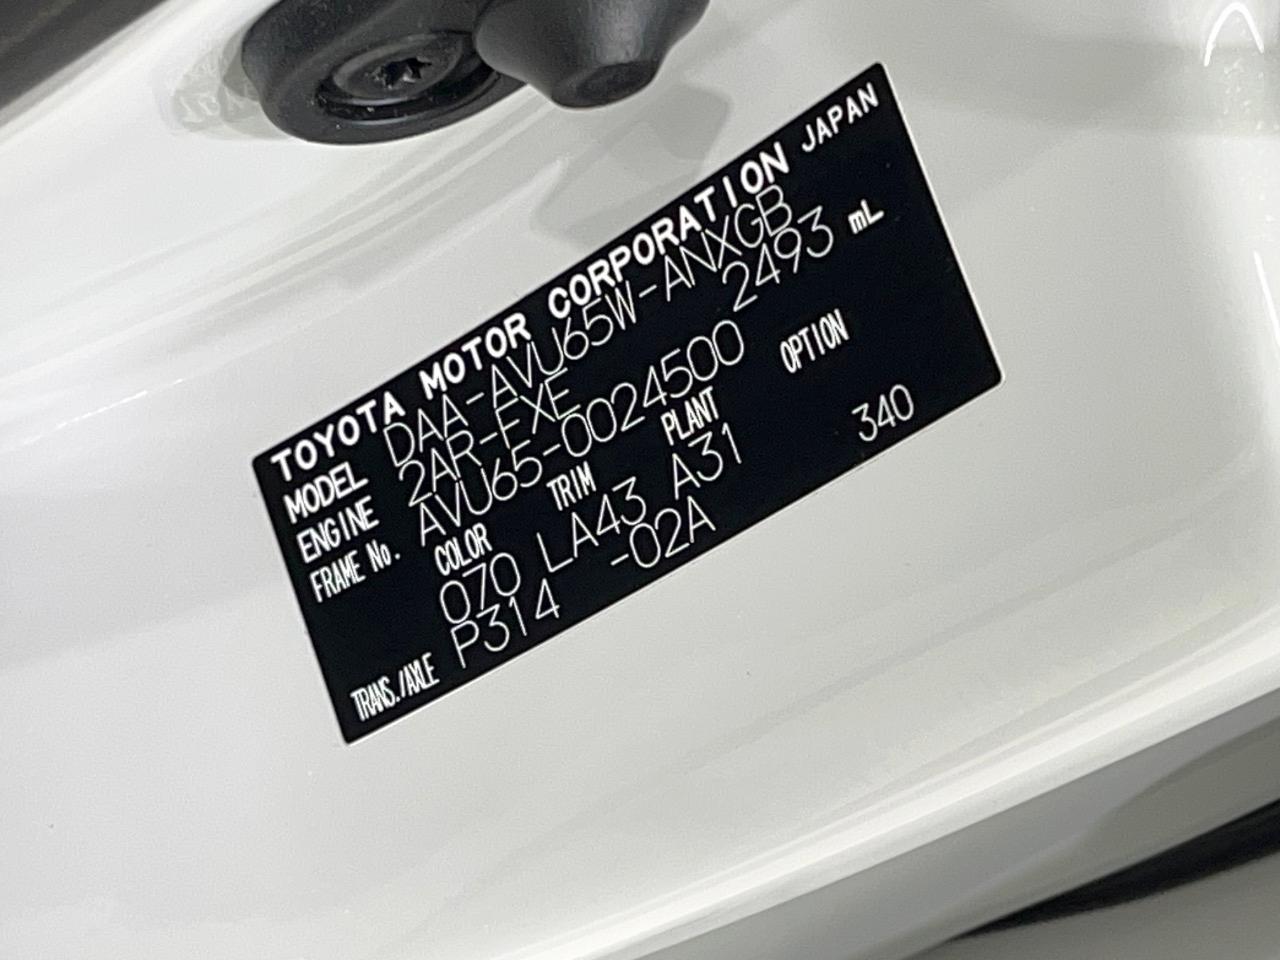 TOYOTA MOTOR CORPORATION JAPAN
MODEL DAA-AVU65W-ANXGB
ENGINE 2AR-FXE 2493 mL
FRAME No. AVU65-0024500
COLOR TRIM PLANT OPTION
070 LA43 A31 340
TRANS./AXLE P314 -02A